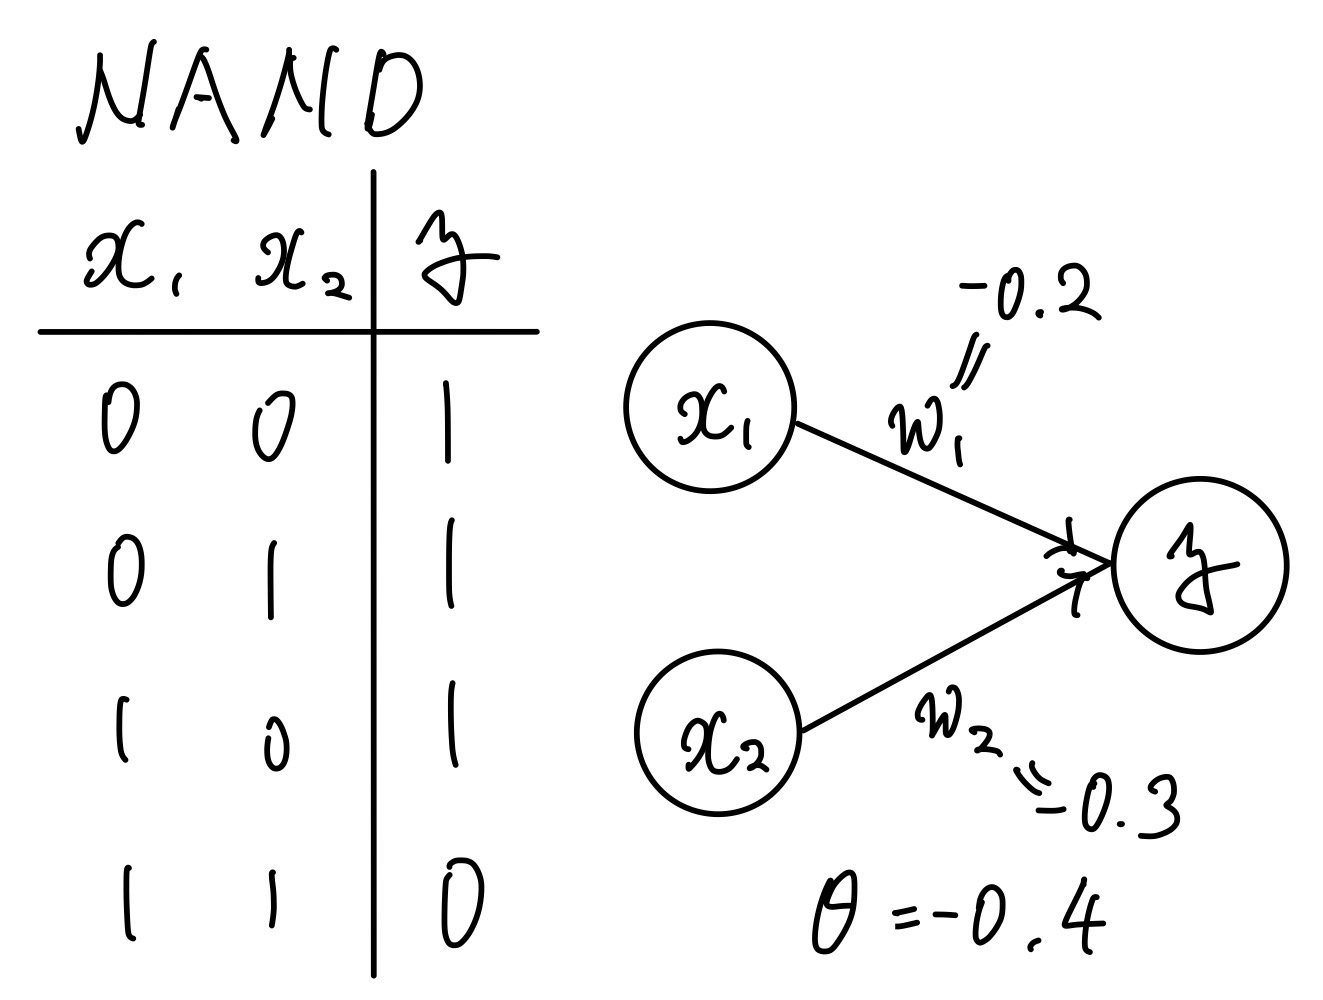 NAND
x₁ x₂ y
0 0 1
0 1 1
1 0 1
1 1 0
-0.2
=
x₁
w₁
y
x₂
w₂
=
-0.3
θ = -0.4